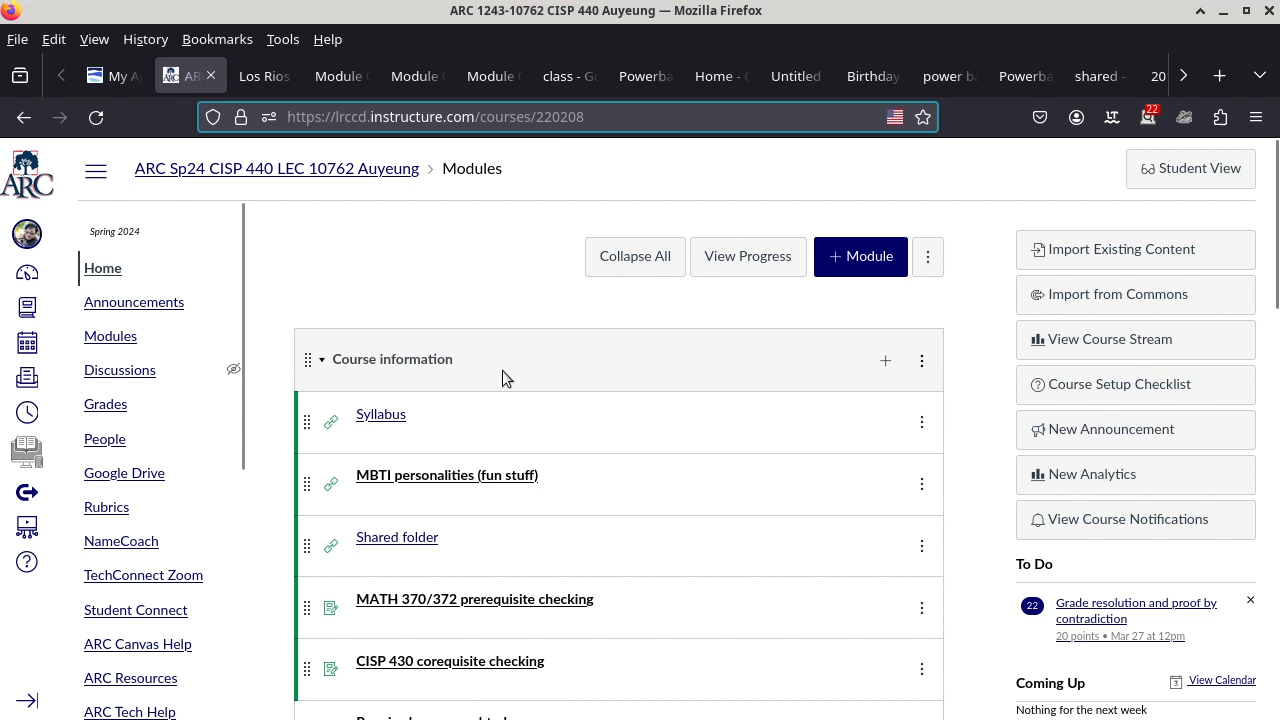 ARC 1243-10762 CISP 440 Auyeung — Mozilla Firefox
File Edit View History Bookmarks Tools Help
My A AR Los Rios Module Module Module class - G Powerba Home - Untitled Birthday power b Powerba shared - 20
https://lrccd.instructure.com/courses/220208
22
ARC
ARC Sp24 CISP 440 LEC 10762 Auyeung > Modules
Student View
Spring 2024
Home
Announcements
Modules
Discussions
Grades
People
Google Drive
Rubrics
NameCoach
TechConnect Zoom
Student Connect
ARC Canvas Help
ARC Resources
ARC Tech Help
Collapse All View Progress + Module
Course information
Syllabus
MBTI personalities (fun stuff)
Shared folder
MATH 370/372 prerequisite checking
CISP 430 corequisite checking
Import Existing Content
Import from Commons
View Course Stream
Course Setup Checklist
New Announcement
New Analytics
View Course Notifications
To Do
22 Grade resolution and proof by
contradiction
20 points • Mar 27 at 12pm
Coming Up View Calendar
Nothing for the next week